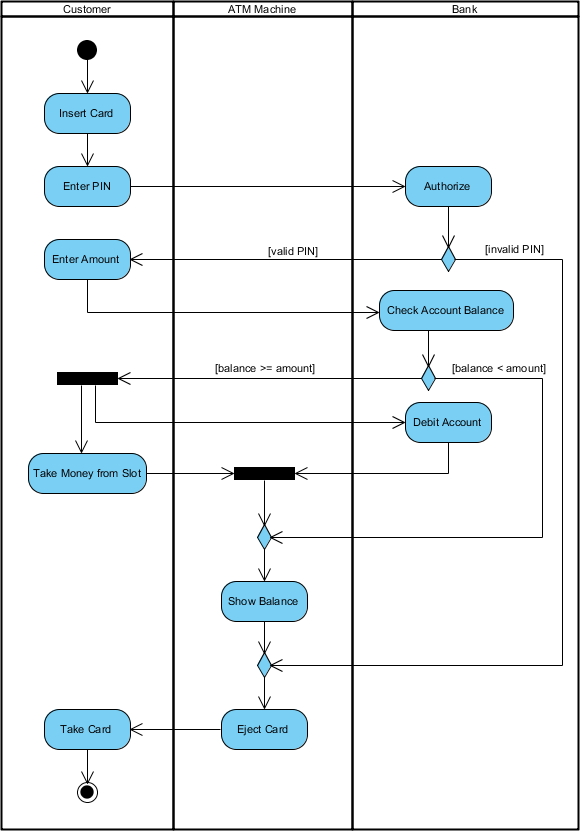 Customer
ATM Machine
Bank
Insert Card
Enter PIN
Authorize
[valid PIN]
[invalid PIN]
Enter Amount
Check Account Balance
[balance >= amount]
[balance < amount]
Debit Account
Take Money from Slot
Show Balance
Take Card
Eject Card